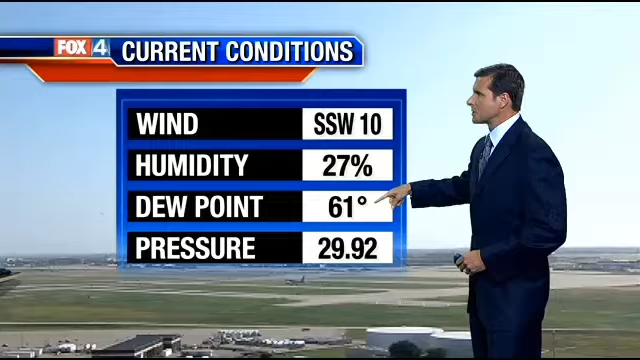 FOX 4 CURRENT CONDITIONS
WIND SSW 10
HUMIDITY 27%
DEW POINT 61°
PRESSURE 29.92